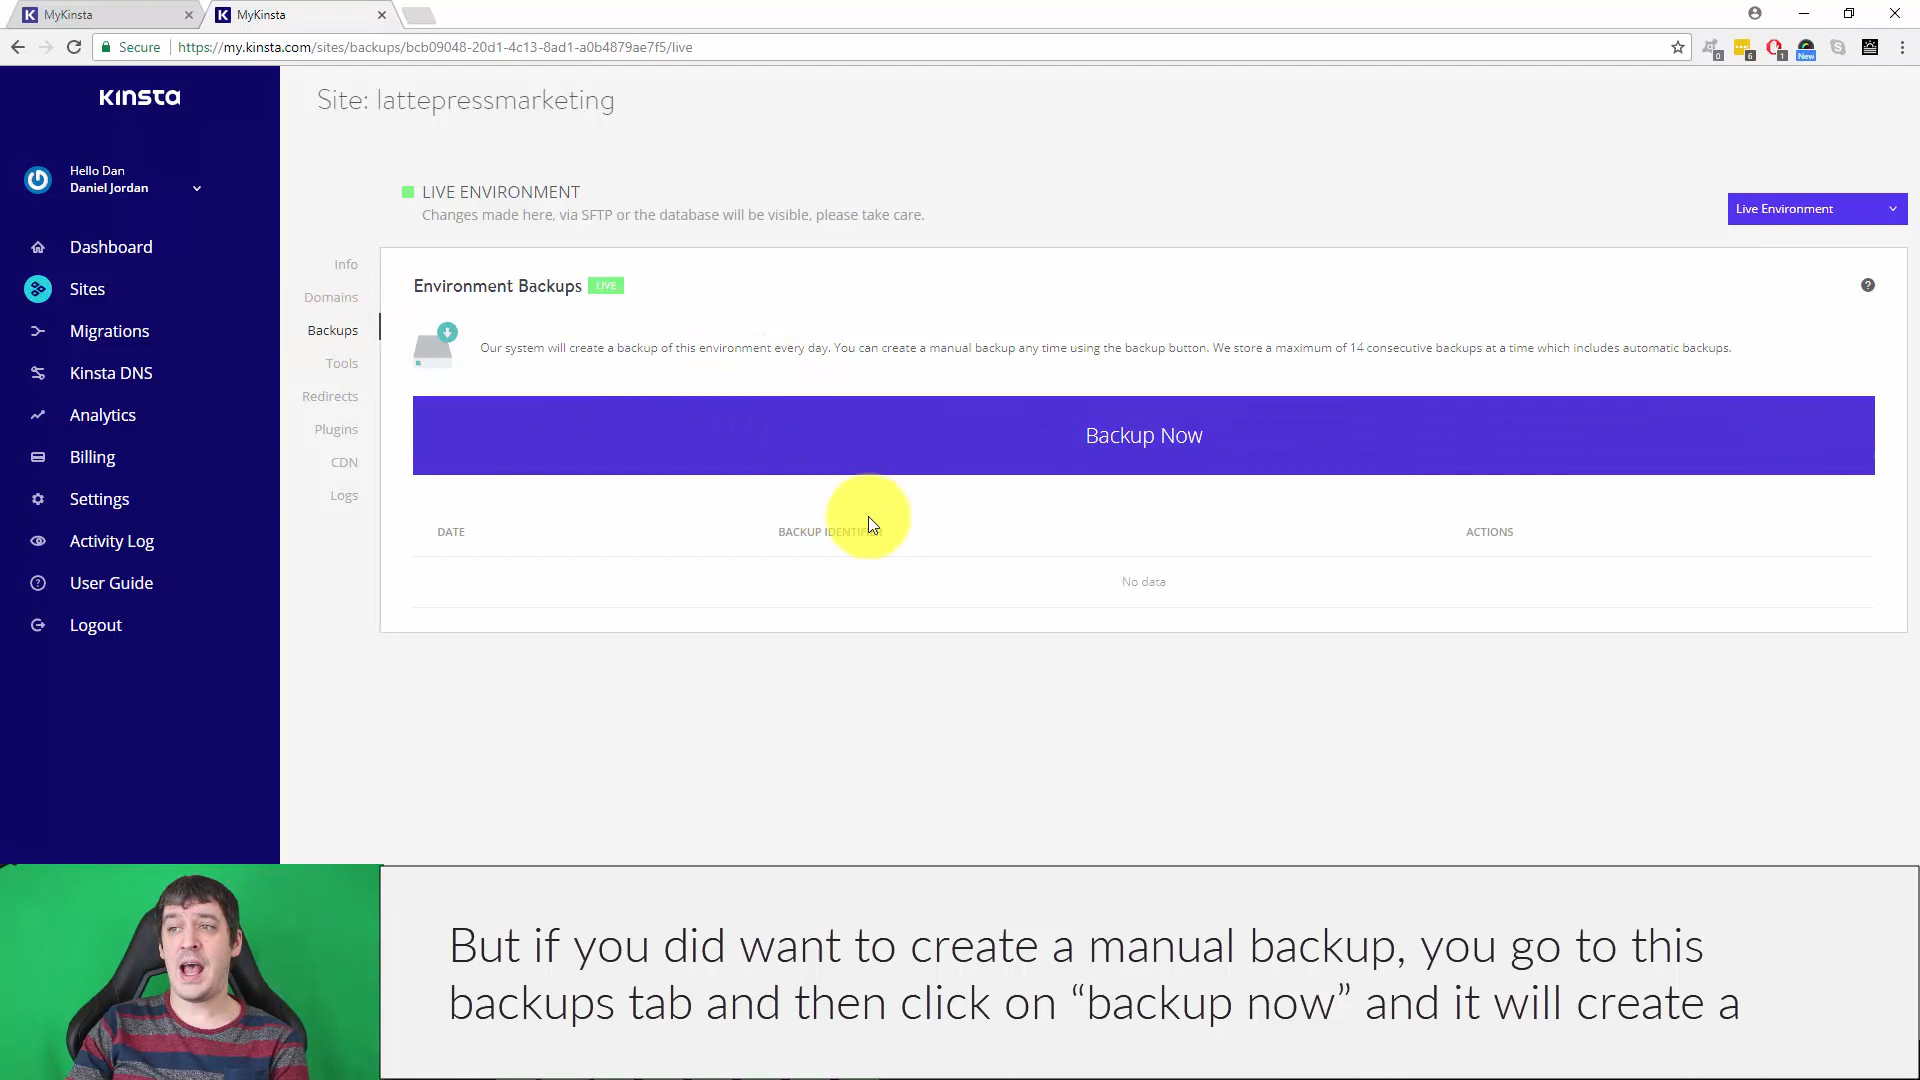 MyKinsta
MyKinsta
Secure
https://my.kinsta.com/sites/backups/bcb09048-20d1-4c13-8ad1-a0b4879ae7f5/live
0
6
1
New
KINSTA
Site: lattepressmarketing
Hello Dan
Daniel Jordan
LIVE ENVIRONMENT
Changes made here, via SFTP or the database will be visible, please take care.
Live Environment
Dashboard
Sites
Migrations
Kinsta DNS
Analytics
Billing
Settings
Activity Log
User Guide
Logout
Info
Domains
Backups
Tools
Redirects
Plugins
CDN
Logs
Environment Backups LIVE
Our system will create a backup of this environment every day. You can create a manual backup any time using the backup button. We store a maximum of 14 consecutive backups at a time which includes automatic backups.
Backup Now
DATE BACKUP IDENTIFIER ACTIONS
No data
But if you did want to create a manual backup, you go to this
backups tab and then click on “backup now” and it will create a